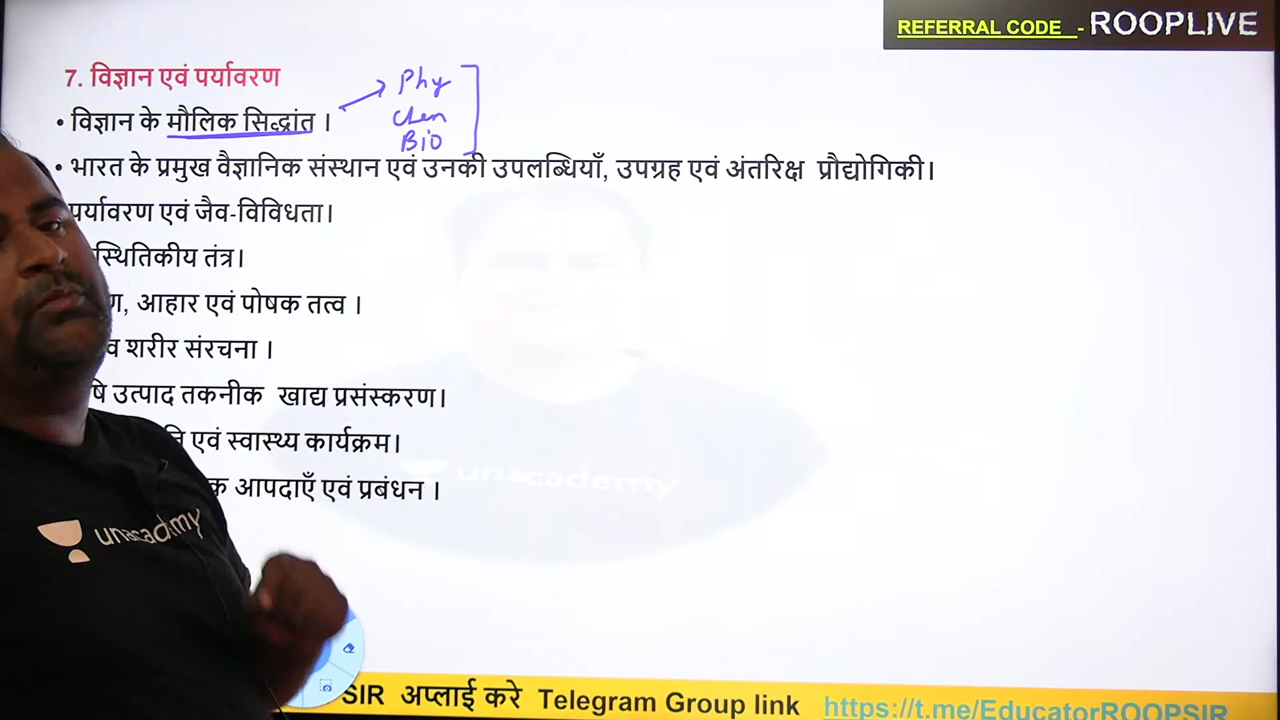 REFERRAL CODE - ROOPLIVE
7. विज्ञान एवं पर्यावरण
• विज्ञान के मौलिक सिद्धांत ।
Phy
Chem
Bio
• भारत के प्रमुख वैज्ञानिक संस्थान एवं उनकी उपलब्धियाँ, उपग्रह एवं अंतरिक्ष प्रौद्योगिकी।
पर्यावरण एवं जैव-विविधता।
तंत्र।
आहार एवं पोषक तत्व ।
शरीर संरचना ।
उत्पाद तकनीक खाद्य प्रसंस्करण।
एवं स्वास्थ्य कार्यक्रम।
आपदाएँ एवं प्रबंधन ।
unacademy
unacademy
SIR अप्लाई करे Telegram Group link https://t.me/EducatorROOPSIR